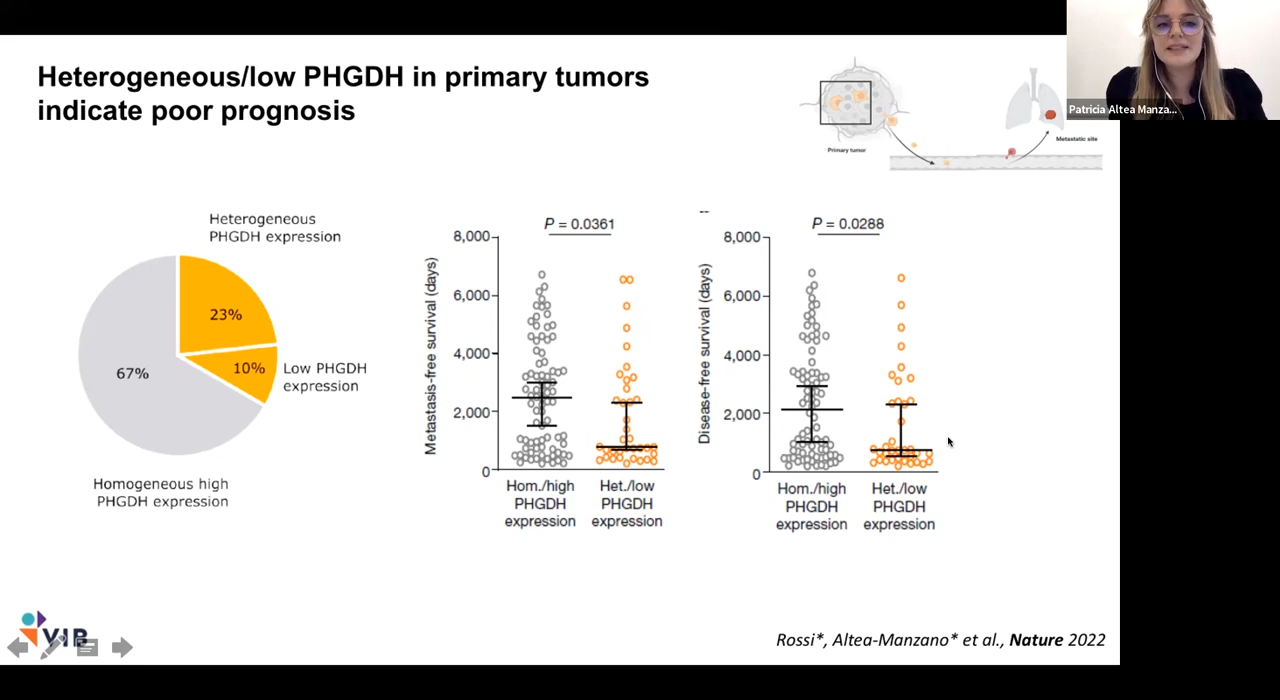 Heterogeneous/low PHGDH in primary tumors
indicate poor prognosis
Primary tumor
Metastatic site
Patricia Altea Manza...
Heterogeneous
PHGDH expression
23%
10%
67%
Low PHGDH
expression
Homogeneous high
PHGDH expression
P = 0.0361
Metastasis-free survival (days)
8,000
6,000
4,000
2,000
0
Hom./high
PHGDH
expression
Het./low
PHGDH
expression
P = 0.0288
Disease-free survival (days)
8,000
6,000
4,000
2,000
0
Hom./high
PHGDH
expression
Het./low
PHGDH
expression
VIB
Rossi*, Altea-Manzano* et al., Nature 2022